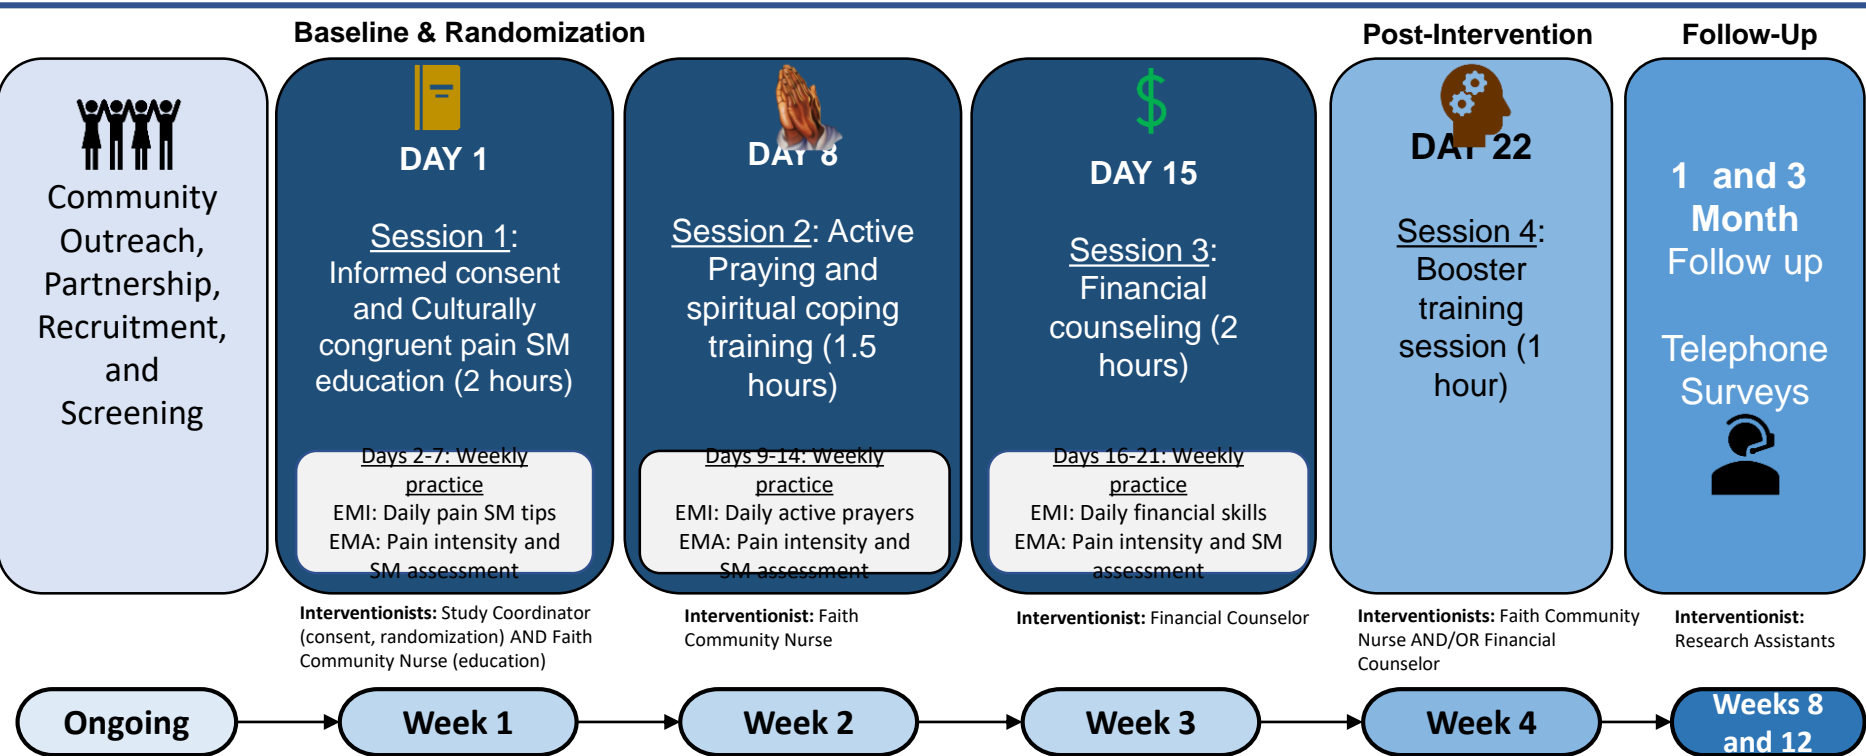 Baseline & Randomization
Post-Intervention
Follow-Up
Community
Outreach,
Partnership,
Recruitment,
and
Screening
DAY 1
Session 1:
Informed consent
and Culturally
congruent pain SM
education (2 hours)
Days 2-7: Weekly
practice
EMI: Daily pain SM tips
EMA: Pain intensity and
SM assessment
Interventionists: Study Coordinator
(consent, randomization) AND Faith
Community Nurse (education)
DAY 8
Session 2: Active
Praying and
spiritual coping
training (1.5
hours)
Days 9-14: Weekly
practice
EMI: Daily active prayers
EMA: Pain intensity and
SM assessment
Interventionist: Faith
Community Nurse
$
DAY 15
Session 3:
Financial
counseling (2
hours)
Days 16-21: Weekly
practice
EMI: Daily financial skills
EMA: Pain intensity and SM
assessment
Interventionist: Financial Counselor
DAY 22
Session 4:
Booster
training
session (1
hour)
Interventionists: Faith Community
Nurse AND/OR Financial
Counselor
1 and 3
Month
Follow up
Telephone
Surveys
Interventionist:
Research Assistants
Ongoing
Week 1
Week 2
Week 3
Week 4
Weeks 8
and 12